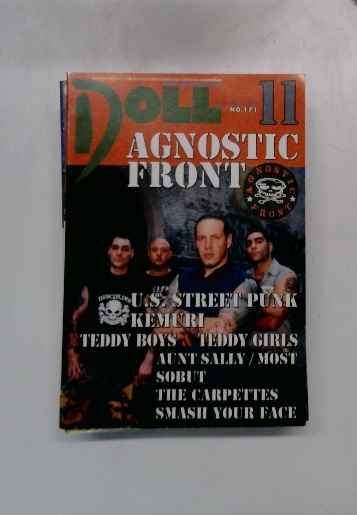 DOLL
NO.171
11
AGNOSTIC
FRONT
AGNOSTIC
FRONT
DISCIPLINE
U.S. STREET PUNK
KEMURI
TEDDY BOYS TEDDY GIRLS
AUNT SALLY / MOST
SOBUT
THE CARPETTES
SMASH YOUR FACE